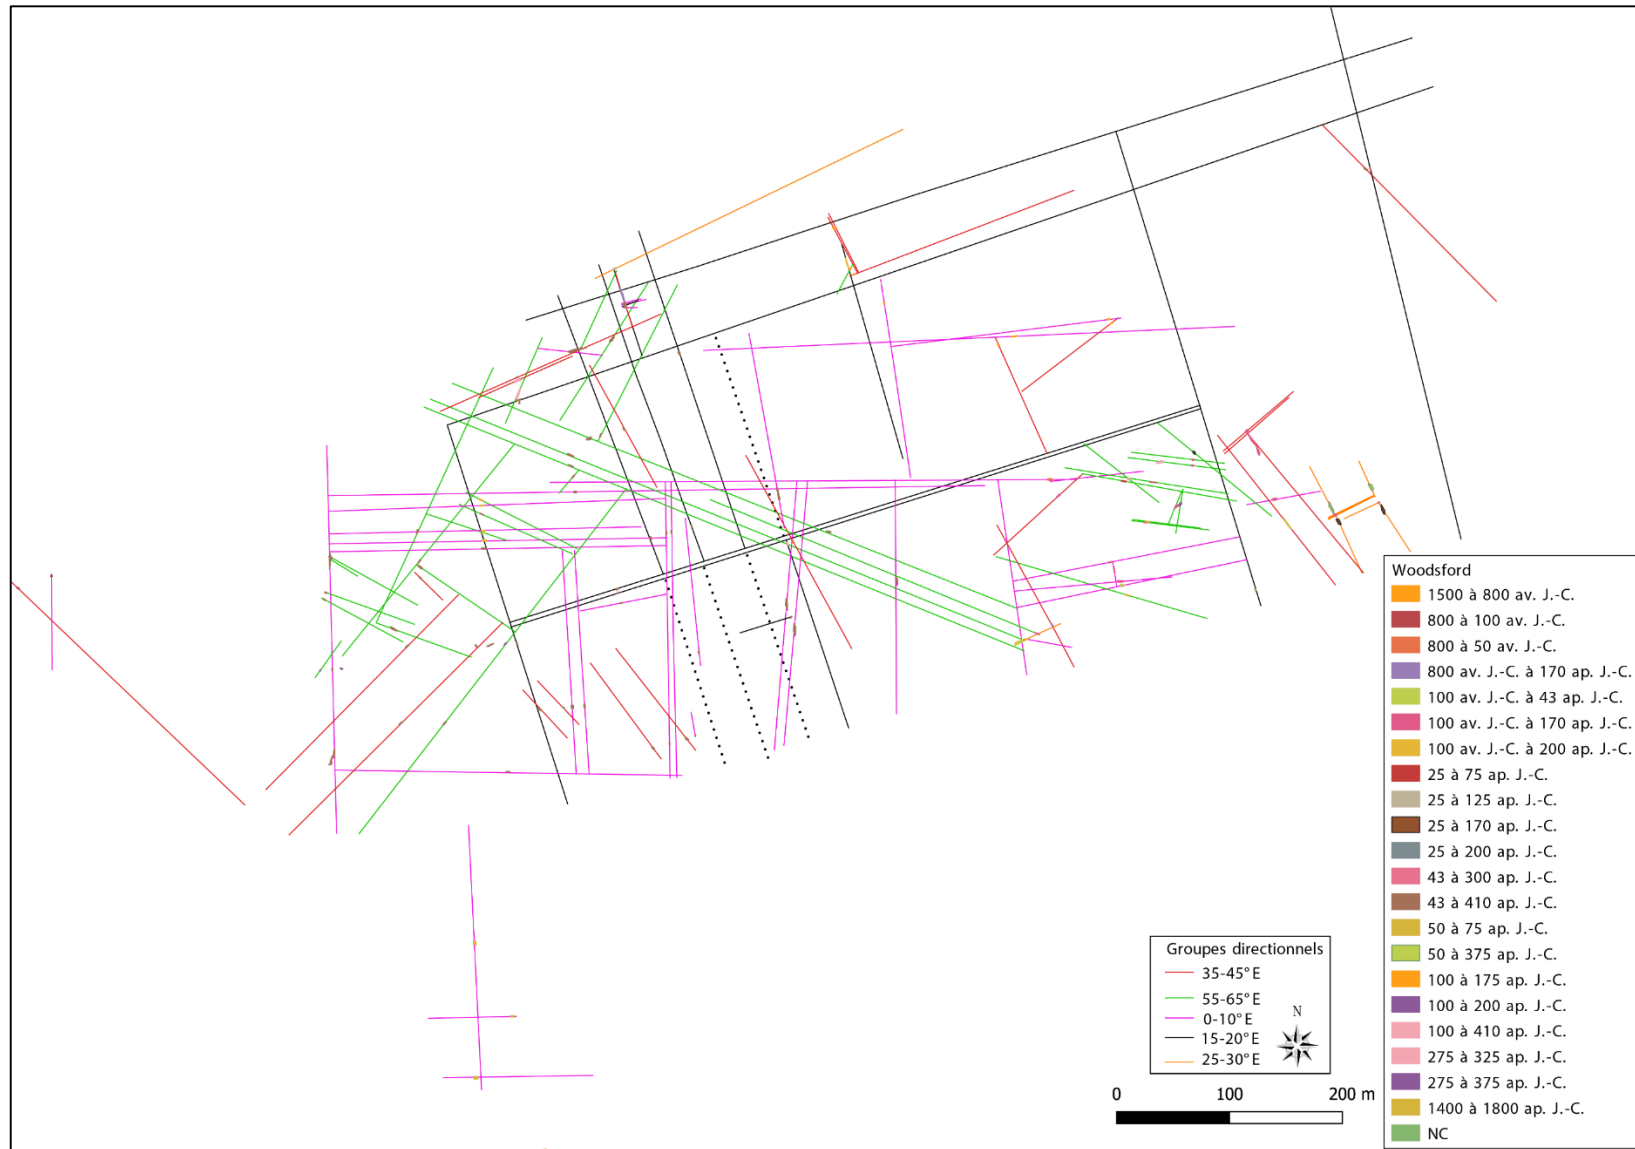 Woodsford
1500 à 800 av. J.-C.
800 à 100 av. J.-C.
800 à 50 av. J.-C.
800 av. J.-C. à 170 ap. J.-C.
100 av. J.-C. à 43 ap. J.-C.
100 av. J.-C. à 170 ap. J.-C.
100 av. J.-C. à 200 ap. J.-C.
25 à 75 ap. J.-C.
25 à 125 ap. J.-C.
25 à 170 ap. J.-C.
25 à 200 ap. J.-C.
43 à 300 ap. J.-C.
43 à 410 ap. J.-C.
50 à 75 ap. J.-C.
50 à 375 ap. J.-C.
100 à 175 ap. J.-C.
100 à 200 ap. J.-C.
100 à 410 ap. J.-C.
275 à 325 ap. J.-C.
275 à 375 ap. J.-C.
1400 à 1800 ap. J.-C.
NC
Groupes directionnels
35-45° E
55-65° E
0-10° E
15-20° E
25-30° E
N
0 100 200 m